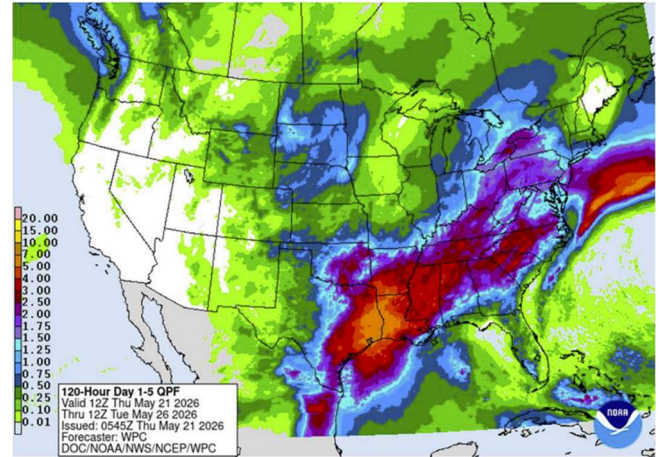 20.00
15.00
10.00
7.00
5.00
4.00
3.00
2.50
2.00
1.75
1.50
1.25
1.00
0.75
0.50
0.25
0.10
0.01
120-Hour Day 1-5 QPF
Valid 12Z Thu May 21 2026
Thru 12Z Tue May 26 2026
Issued: 0545Z Thu May 21 2026
Forecaster: WPC
DOC/NOAA/NWS/NCEP/WPC
NOAA